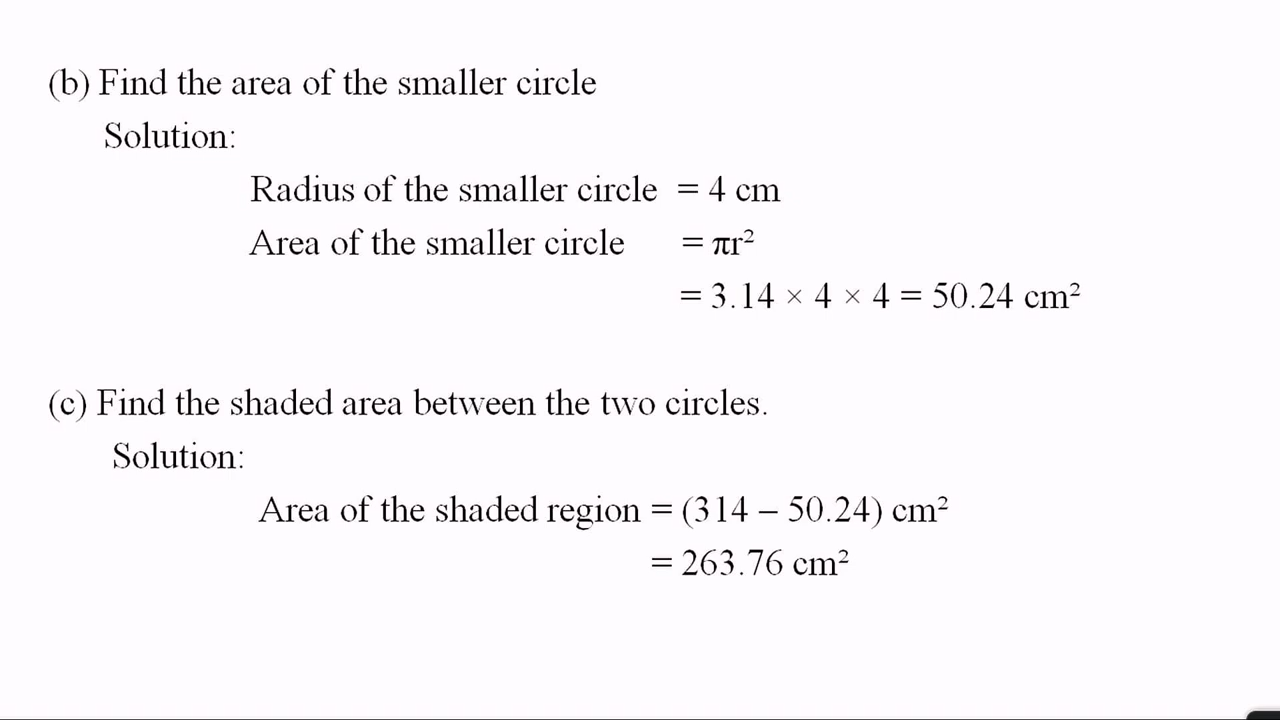 (b) Find the area of the smaller circle
Solution:
Radius of the smaller circle = 4 cm
Area of the smaller circle = πr²
= 3.14 × 4 × 4 = 50.24 cm²
(c) Find the shaded area between the two circles.
Solution:
Area of the shaded region = (314 – 50.24) cm²
= 263.76 cm²